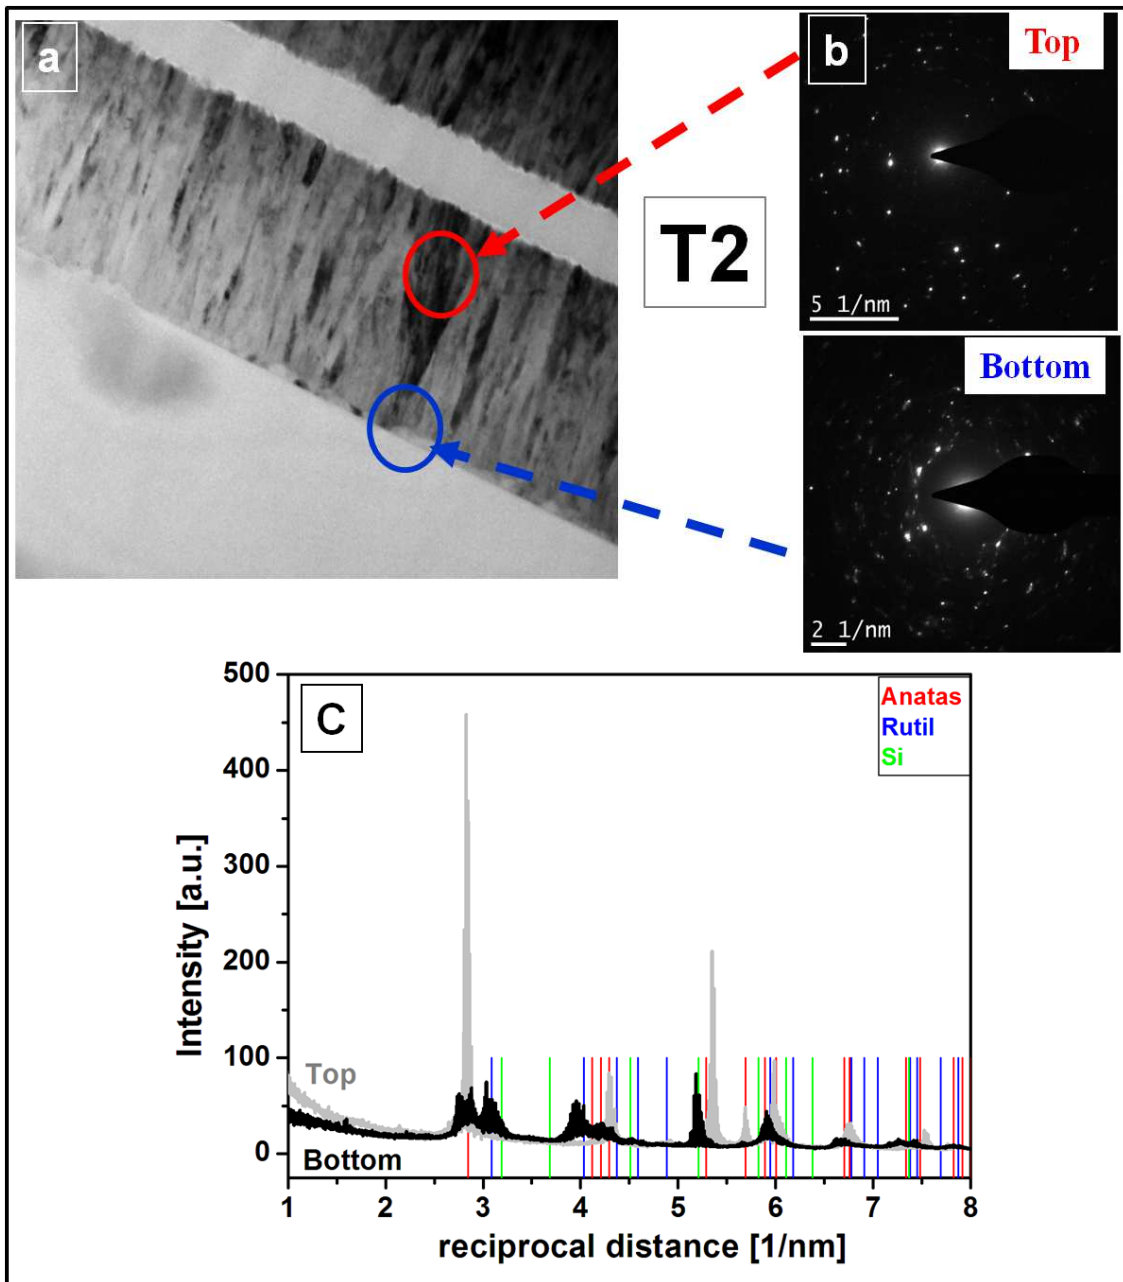 a
b
Top
T2
5 1/nm
Bottom
2 1/nm
C
Anatas
Rutil
Si
500
400
300
200
100
0
Intensity [a.u.]
Top
Bottom
1 2 3 4 5 6 7 8
reciprocal distance [1/nm]